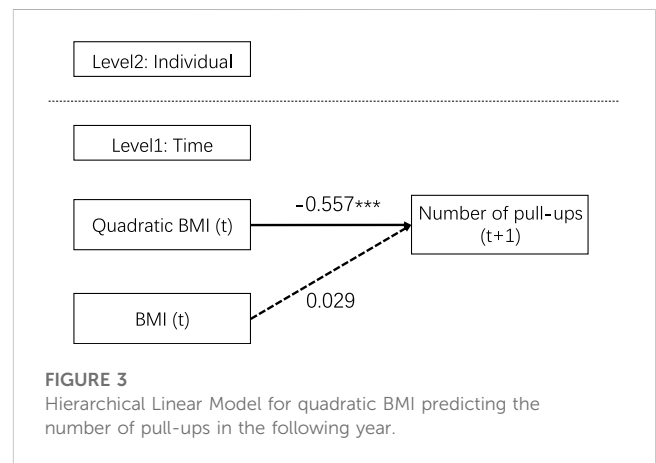 Level2: Individual
Level1: Time
Quadratic BMI (t)
-0.557***
Number of pull-ups
(t+1)
BMI (t)
0.029
FIGURE 3
Hierarchical Linear Model for quadratic BMI predicting the
number of pull-ups in the following year.